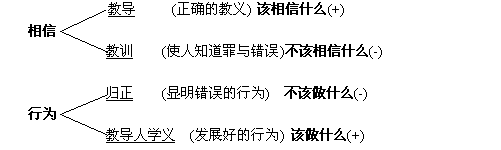 教导 (正确的教义) 该相信什么(+)
相信
教训 (使人知道罪与错误)不该相信什么(-)
归正 (显明错误的行为) 不该做什么(-)
行为
教导人学义 (发展好的行为) 该做什么(+)